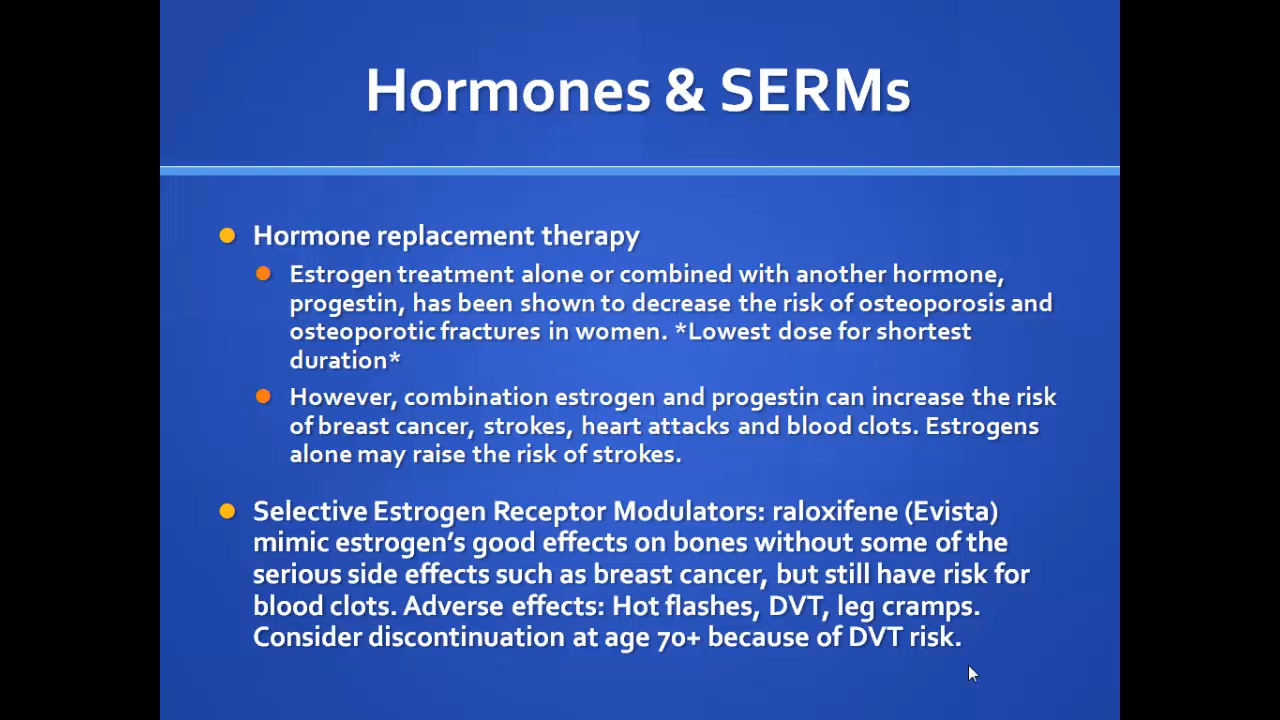 Hormones & SERMs
Hormone replacement therapy
Estrogen treatment alone or combined with another hormone,
progestin, has been shown to decrease the risk of osteoporosis and
osteoporotic fractures in women. *Lowest dose for shortest
duration*
However, combination estrogen and progestin can increase the risk
of breast cancer, strokes, heart attacks and blood clots. Estrogens
alone may raise the risk of strokes.
Selective Estrogen Receptor Modulators: raloxifene (Evista)
mimic estrogen’s good effects on bones without some of the
serious side effects such as breast cancer, but still have risk for
blood clots. Adverse effects: Hot flashes, DVT, leg cramps.
Consider discontinuation at age 70+ because of DVT risk.